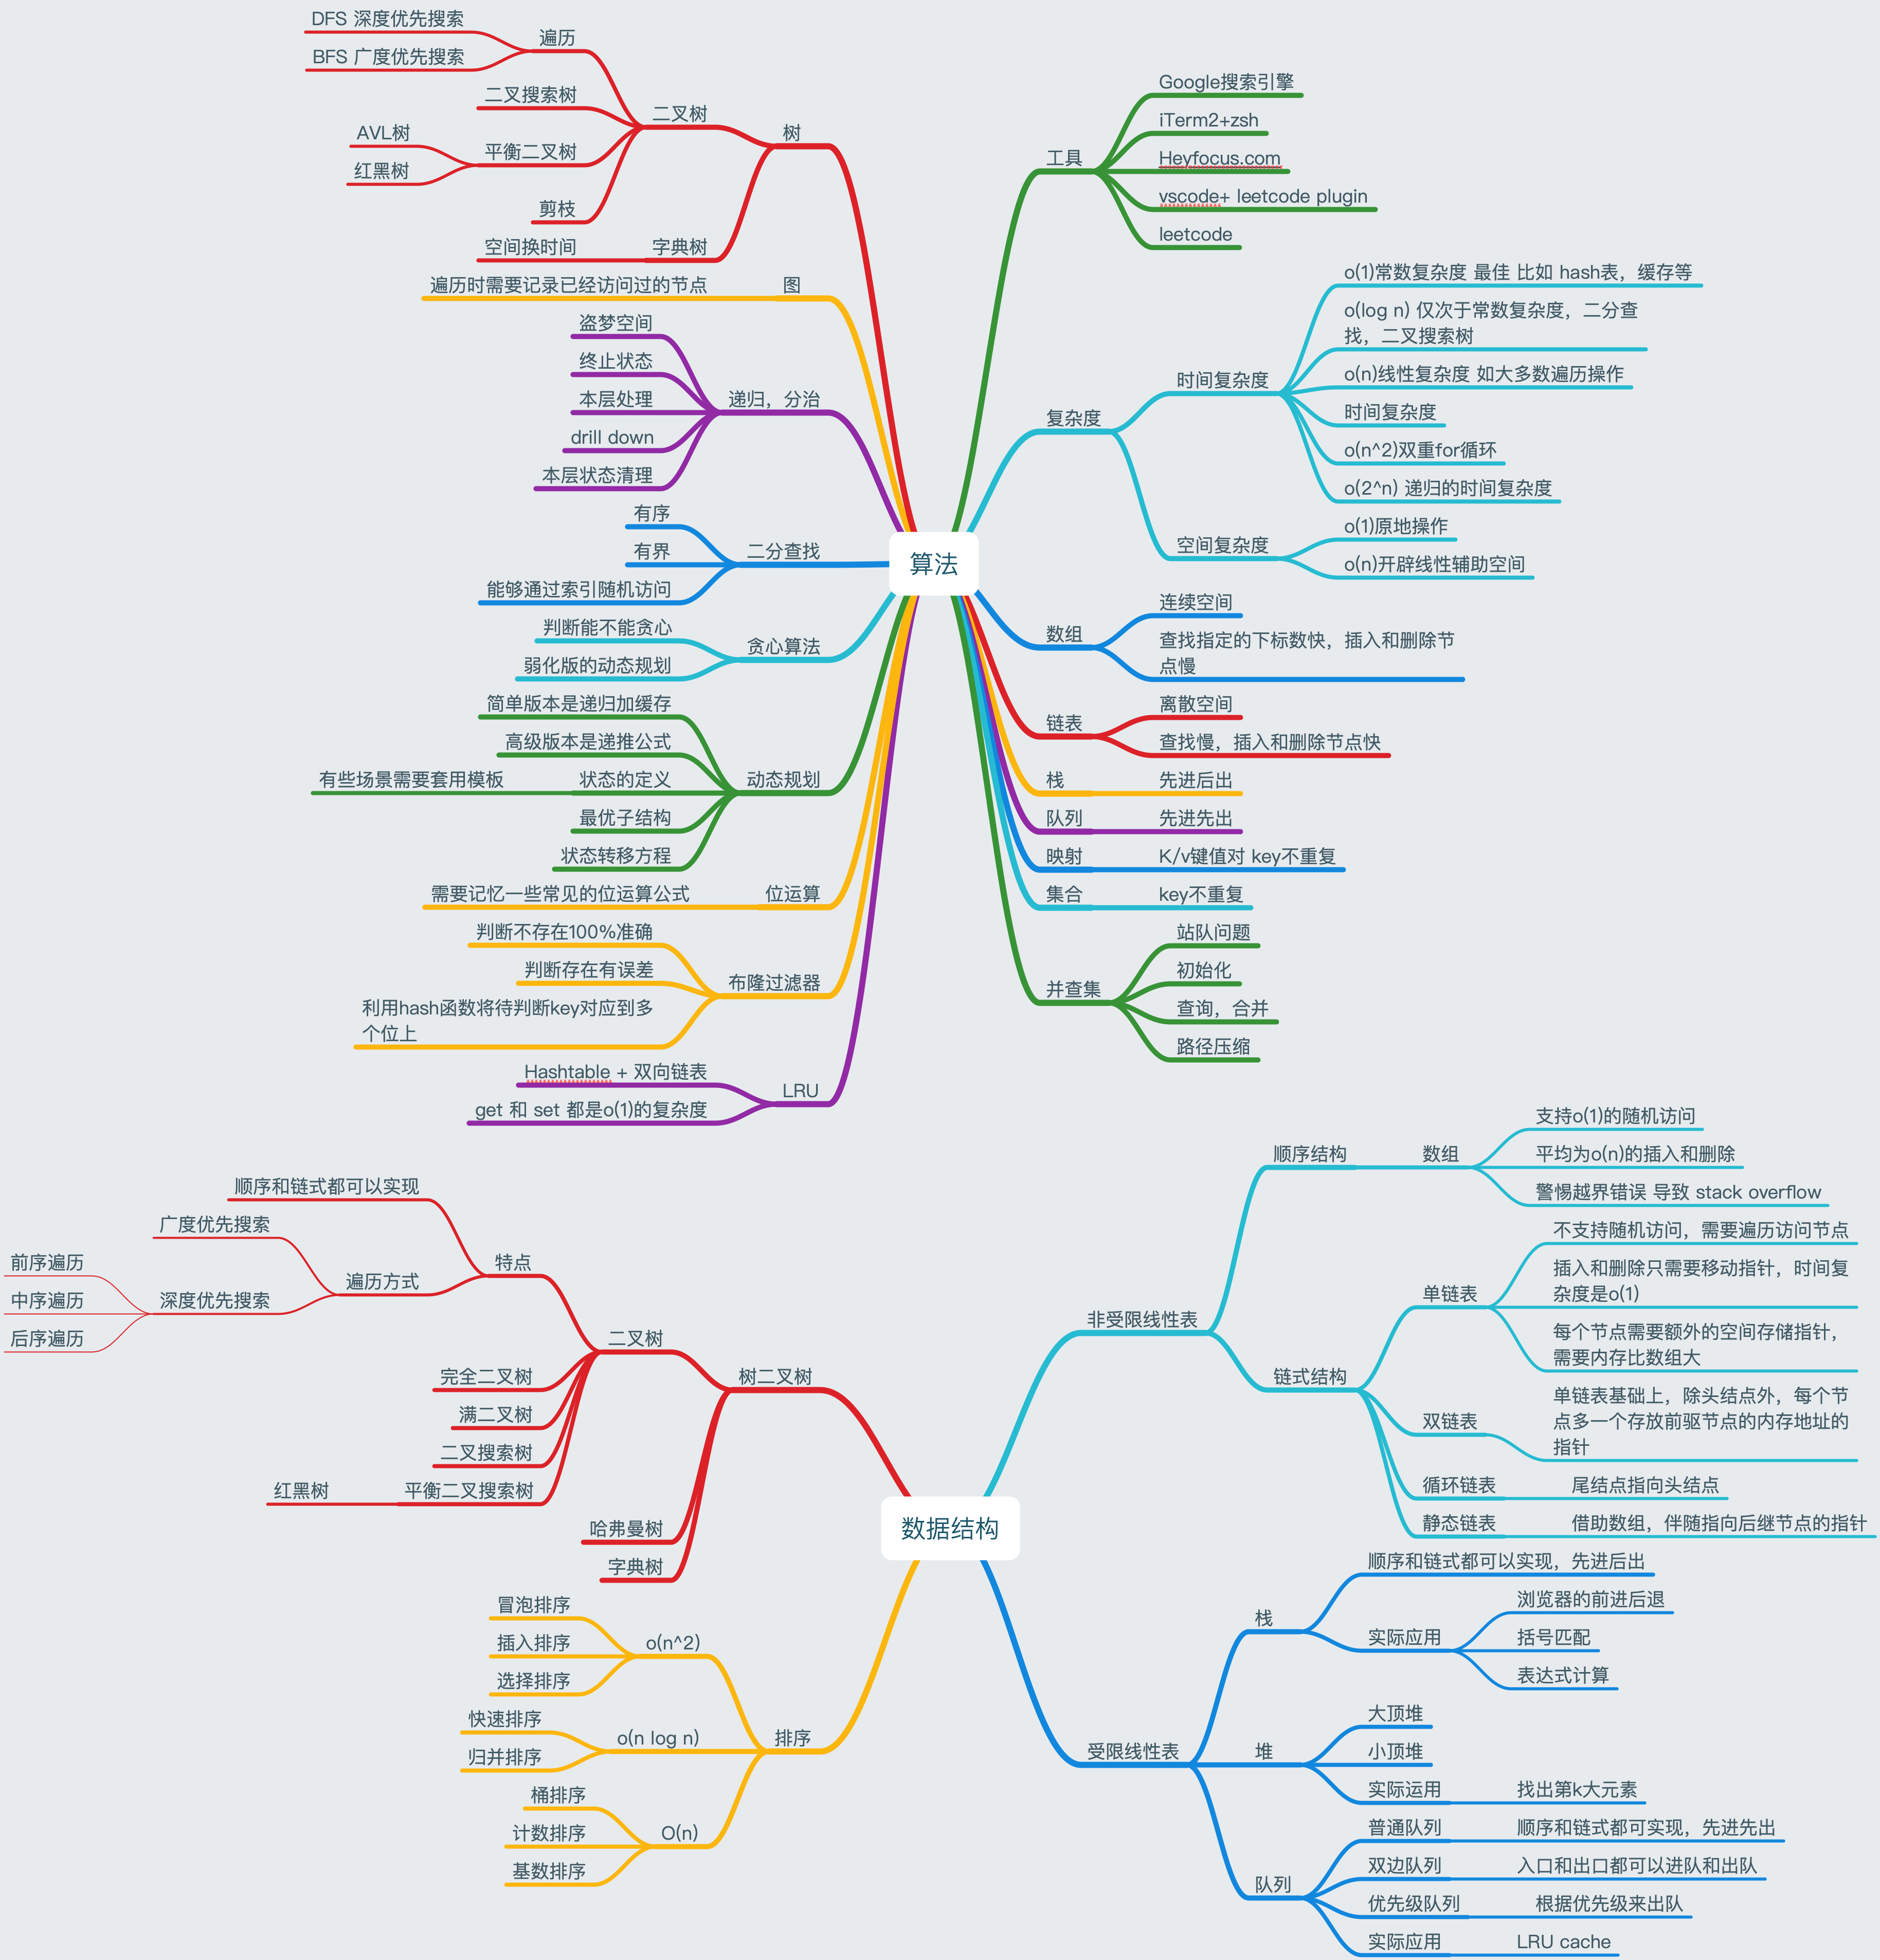 算法
工具
Google搜索引擎
iTerm2+zsh
Heyfocus.com
vscode+ leetcode plugin
leetcode
复杂度
时间复杂度
o(1)常数复杂度 最佳 比如 hash表，缓存等
o(log n) 仅次于常数复杂度，二分查
找，二叉搜索树
o(n)线性复杂度 如大多数遍历操作
时间复杂度
o(n^2)双重for循环
o(2^n) 递归的时间复杂度
空间复杂度
o(1)原地操作
o(n)开辟线性辅助空间
数组
连续空间
查找指定的下标数快，插入和删除节
点慢
链表
离散空间
查找慢，插入和删除节点快
栈
先进后出
队列
先进先出
映射
K/v键值对 key不重复
集合
key不重复
并查集
站队问题
初始化
查询，合并
路径压缩
树
二叉树
遍历
DFS 深度优先搜索
BFS 广度优先搜索
二叉搜索树
平衡二叉树
AVL树
红黑树
剪枝
字典树
空间换时间
图
遍历时需要记录已经访问过的节点
递归，分治
盗梦空间
终止状态
本层处理
drill down
本层状态清理
二分查找
有序
有界
能够通过索引随机访问
贪心算法
判断能不能贪心
弱化版的动态规划
动态规划
简单版本是递归加缓存
高级版本是递推公式
状态的定义
有些场景需要套用模板
最优子结构
状态转移方程
位运算
需要记忆一些常见的位运算公式
布隆过滤器
判断不存在100%准确
判断存在有误差
利用hash函数将待判断key对应到多
个位上
LRU
Hashtable + 双向链表
get 和 set 都是o(1)的复杂度
数据结构
非受限线性表
顺序结构
数组
支持o(1)的随机访问
平均为o(n)的插入和删除
警惕越界错误 导致 stack overflow
链式结构
单链表
不支持随机访问，需要遍历访问节点
插入和删除只需要移动指针，时间复
杂度是o(1)
每个节点需要额外的空间存储指针，
需要内存比数组大
双链表
单链表基础上，除头结点外，每个节
点多一个存放前驱节点的内存地址的
指针
循环链表
尾结点指向头结点
静态链表
借助数组，伴随指向后继节点的指针
受限线性表
栈
顺序和链式都可以实现，先进后出
实际应用
浏览器的前进后退
括号匹配
表达式计算
堆
大顶堆
小顶堆
实际运用
找出第k大元素
队列
普通队列
顺序和链式都可实现，先进先出
双边队列
入口和出口都可以进队和出队
优先级队列
根据优先级来出队
实际应用
LRU cache
树二叉树
二叉树
特点
顺序和链式都可以实现
遍历方式
广度优先搜索
深度优先搜索
前序遍历
中序遍历
后序遍历
完全二叉树
满二叉树
二叉搜索树
平衡二叉搜索树
红黑树
哈弗曼树
字典树
排序
o(n^2)
冒泡排序
插入排序
选择排序
o(n log n)
快速排序
归并排序
O(n)
桶排序
计数排序
基数排序